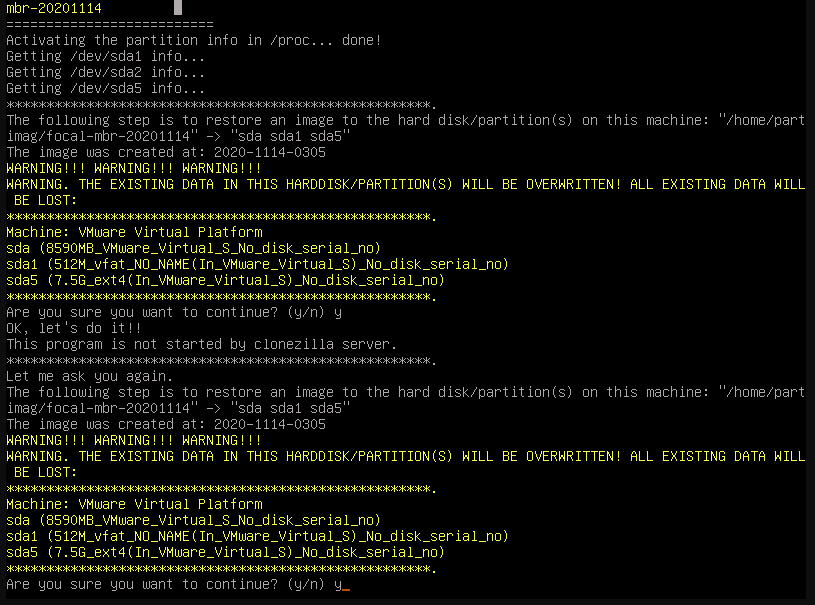 mbr-20201114
==========================
Activating the partition info in /proc... done!
Getting /dev/sda1 info...
Getting /dev/sda2 info...
Getting /dev/sda5 info...
*****************************************************.
The following step is to restore an image to the hard disk/partition(s) on this machine: "/home/part
imag/focal-mbr-20201114" -> "sda sda1 sda5"
The image was created at: 2020-1114-0305
WARNING!!! WARNING!!! WARNING!!!
WARNING. THE EXISTING DATA IN THIS HARDDISK/PARTITION(S) WILL BE OVERWRITTEN! ALL EXISTING DATA WILL
 BE LOST:
*****************************************************.
Machine: VMware Virtual Platform
sda (8590MB_VMware_Virtual_S_No_disk_serial_no)
sda1 (512M_vfat_NO_NAME(In_VMware_Virtual_S)_No_disk_serial_no)
sda5 (7.5G_ext4(In_VMware_Virtual_S)_No_disk_serial_no)
*****************************************************.
Are you sure you want to continue? (y/n) y
OK, let's do it!!
This program is not started by clonezilla server.
*****************************************************.
Let me ask you again.
The following step is to restore an image to the hard disk/partition(s) on this machine: "/home/part
imag/focal-mbr-20201114" -> "sda sda1 sda5"
The image was created at: 2020-1114-0305
WARNING!!! WARNING!!! WARNING!!!
WARNING. THE EXISTING DATA IN THIS HARDDISK/PARTITION(S) WILL BE OVERWRITTEN! ALL EXISTING DATA WILL
 BE LOST:
*****************************************************.
Machine: VMware Virtual Platform
sda (8590MB_VMware_Virtual_S_No_disk_serial_no)
sda1 (512M_vfat_NO_NAME(In_VMware_Virtual_S)_No_disk_serial_no)
sda5 (7.5G_ext4(In_VMware_Virtual_S)_No_disk_serial_no)
*****************************************************.
Are you sure you want to continue? (y/n) y